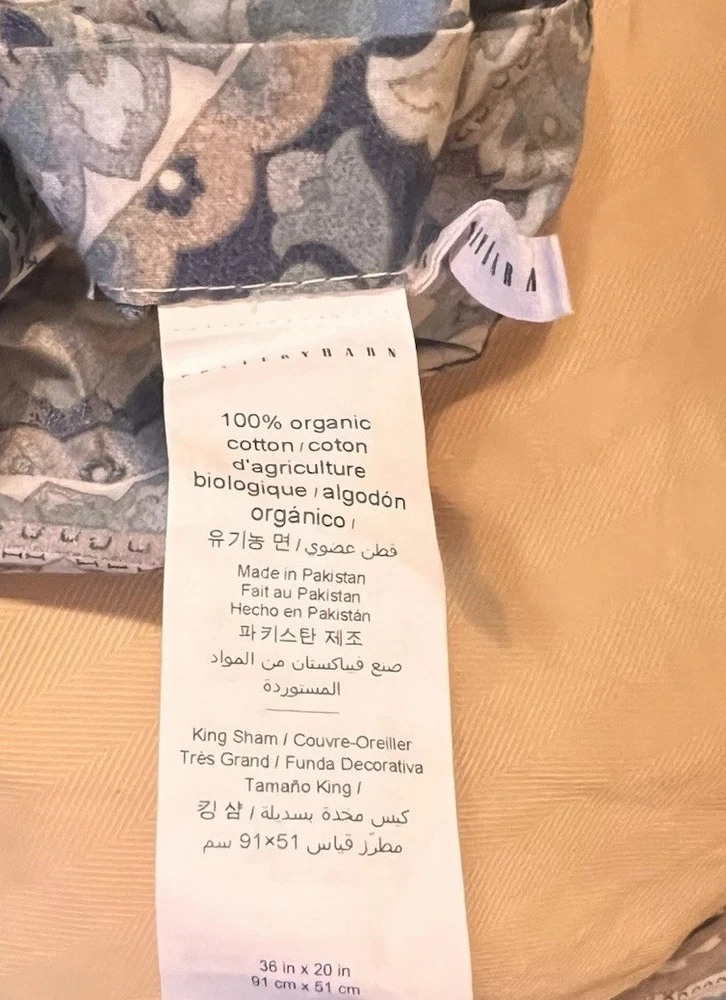 100% organic
cotton / coton
d'agriculture
biologique / algodón
orgánico /
유기농 면 / قطن عضوي
Made in Pakistan
Fait au Pakistan
Hecho en Pakistán
파키스탄 제조
صنع فيباكستان من المواد
المستوردة
King Sham / Couvre-Oreiller
Très Grand / Funda Decorativa
Tamaño King /
킹 샴 / كيس مخدة بسديلة
مطرّز قياس 51×91 سم
36 in x 20 in
91 cm x 51 cm